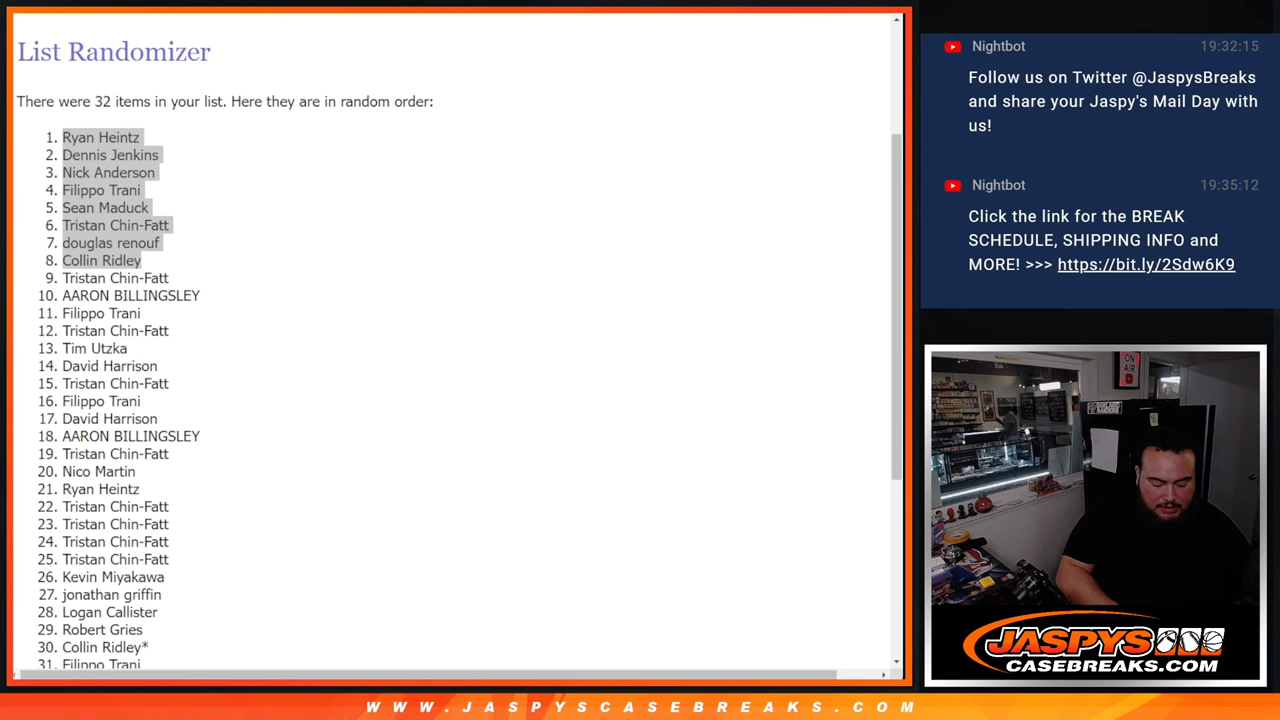 List Randomizer
There were 32 items in your list. Here they are in random order:
1. Ryan Heintz
2. Dennis Jenkins
3. Nick Anderson
4. Filippo Trani
5. Sean Maduck
6. Tristan Chin-Fatt
7. douglas renouf
8. Collin Ridley
9. Tristan Chin-Fatt
10. AARON BILLINGSLEY
11. Filippo Trani
12. Tristan Chin-Fatt
13. Tim Utzka
14. David Harrison
15. Tristan Chin-Fatt
16. Filippo Trani
17. David Harrison
18. AARON BILLINGSLEY
19. Tristan Chin-Fatt
20. Nico Martin
21. Ryan Heintz
22. Tristan Chin-Fatt
23. Tristan Chin-Fatt
24. Tristan Chin-Fatt
25. Tristan Chin-Fatt
26. Kevin Miyakawa
27. jonathan griffin
28. Logan Callister
29. Robert Gries
30. Collin Ridley*
31. Filippo Trani
Nightbot 19:32:15
Follow us on Twitter @JaspysBreaks
and share your Jaspy's Mail Day with
us!
Nightbot 19:35:12
Click the link for the BREAK
SCHEDULE, SHIPPING INFO and
MORE! >>> https://bit.ly/2Sdw6K9
ON
AIR
JASPYS
CASEBREAKS.COM
WWW.JASPYSCASEBREAKS.COM